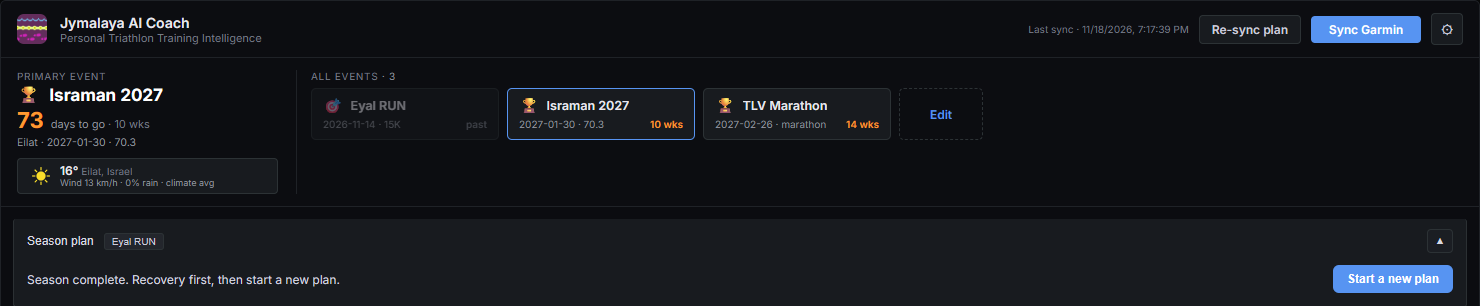 Jymalaya AI Coach
Personal Triathlon Training Intelligence
Last sync · 11/18/2026, 7:17:39 PM
Re-sync plan
Sync Garmin
PRIMARY EVENT
Israman 2027
73 days to go · 10 wks
Eilat · 2027-01-30 · 70.3
16° Eilat, Israel
Wind 13 km/h · 0% rain · climate avg
ALL EVENTS · 3
Eyal RUN
2026-11-14 · 15K past
Israman 2027
2027-01-30 · 70.3 10 wks
TLV Marathon
2027-02-26 · marathon 14 wks
Edit
Season plan Eyal RUN
Season complete. Recovery first, then start a new plan.
Start a new plan